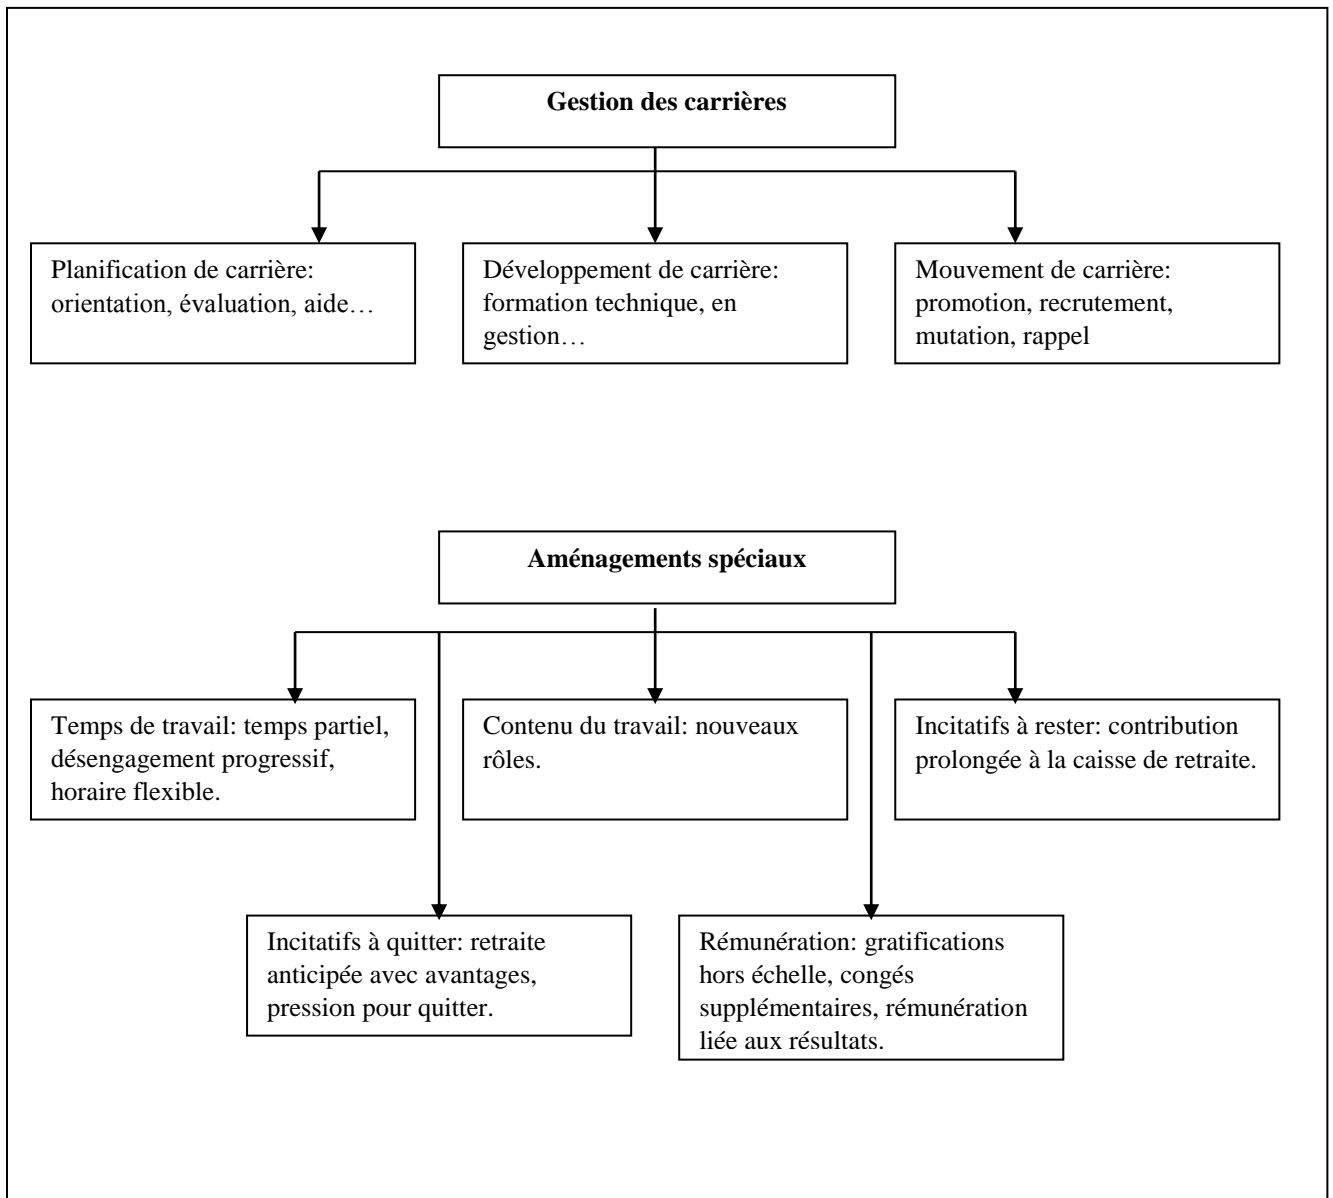 Gestion des carrières
Planification de carrière:
orientation, évaluation, aide…
Développement de carrière:
formation technique, en
gestion…
Mouvement de carrière:
promotion, recrutement,
mutation, rappel
Aménagements spéciaux
Temps de travail: temps partiel,
désengagement progressif,
horaire flexible.
Contenu du travail: nouveaux
rôles.
Incitatifs à rester: contribution
prolongée à la caisse de retraite.
Incitatifs à quitter: retraite
anticipée avec avantages,
pression pour quitter.
Rémunération: gratifications
hors échelle, congés
supplémentaires, rémunération
liée aux résultats.